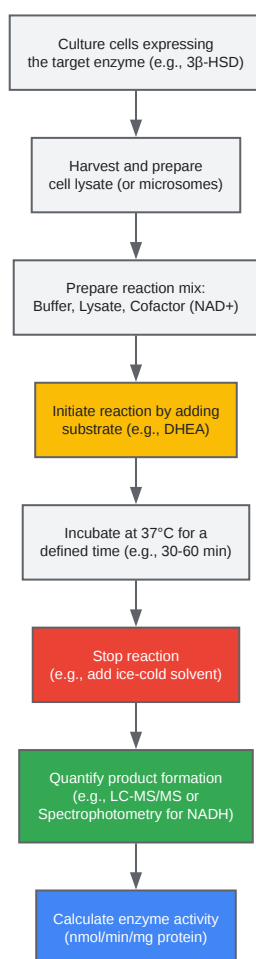 Culture cells expressing
the target enzyme (e.g., 3β-HSD)
Harvest and prepare
cell lysate (or microsomes)
Prepare reaction mix:
Buffer, Lysate, Cofactor (NAD+)
Initiate reaction by adding
substrate (e.g., DHEA)
Incubate at 37°C for a
defined time (e.g., 30-60 min)
Stop reaction
(e.g., add ice-cold solvent)
Quantify product formation
(e.g., LC-MS/MS or
Spectrophotometry for NADH)
Calculate enzyme activity
(nmol/min/mg protein)